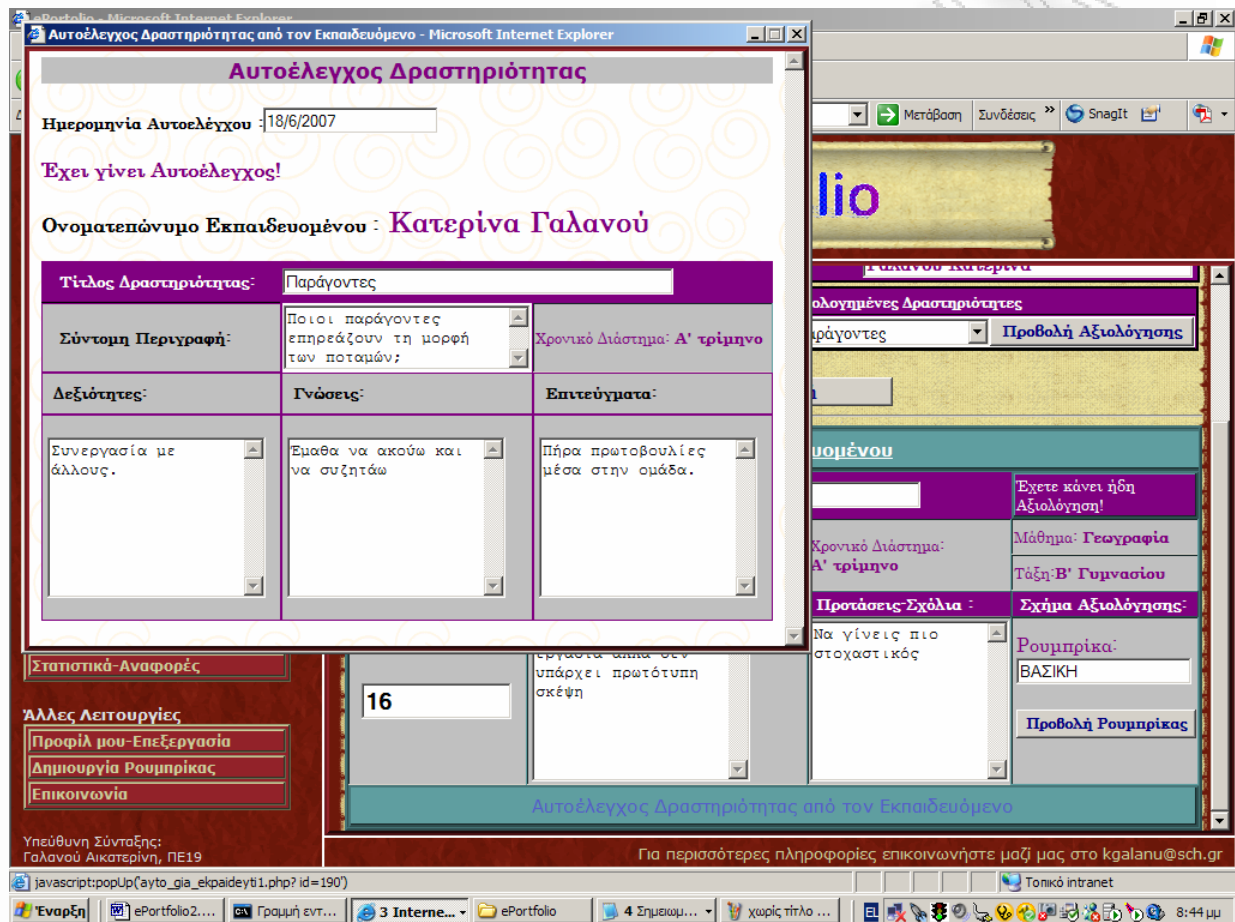 ePortolio - Microsoft Internet Explorer
Αυτοέλεγχος Δραστηριότητας από τον Εκπαιδευόμενο - Microsoft Internet Explorer
Αυτοέλεγχος Δραστηριότητας
Ημερομηνία Αυτοελέγχου : 18/6/2007
Έχει γίνει Αυτοέλεγχος!
Ονοματεπώνυμο Εκπαιδευομένου : Κατερίνα Γαλανού
Τίτλος Δραστηριότητας: Παράγοντες
Σύντομη Περιγραφή:
Ποιοι παράγοντες
επηρεάζουν τη μορφή
των ποταμών;
Χρονικό Διάστημα: Α' τρίμηνο
Δεξιότητες: Γνώσεις: Επιτεύγματα:
Συνεργασία με
άλλους.
Έμαθα να ακούω και
να συζητάω
Πήρα πρωτοβουλίες
μέσα στην ομάδα.
Μετάβαση Συνδέσεις » SnagIt
lio
Γαλανού Κατερίνα
ολογημένες Δραστηριότητες
ράγοντες Προβολή Αξιολόγησης
υομένου
Έχετε κάνει ήδη
Αξιολόγηση!
Χρονικό Διάστημα:
Α' τρίμηνο
Μάθημα: Γεωγραφία
Τάξη:Β' Γυμνασίου
Προτάσεις-Σχόλια : Σχήμα Αξιολόγησης:
16
εργασία αλλά δεν
υπάρχει πρωτότυπη
σκέψη
Να γίνεις πιο
στοχαστικός
Ρουμπρίκα:
ΒΑΣΙΚΗ
Προβολή Ρουμπρίκας
Αυτοέλεγχος Δραστηριότητας από τον Εκπαιδευόμενο
Στατιστικά-Αναφορές
Άλλες Λειτουργίες
Προφίλ μου-Επεξεργασία
Δημιουργία Ρουμπρίκας
Επικοινωνία
Υπεύθυνη Σύνταξης:
Γαλανού Αικατερίνη, ΠΕ19
Για περισσότερες πληροφορίες επικοινωνήστε μαζί μας στο kgalanu@sch.gr
javascript:popUp('ayto_gia_ekpaideyti1.php?id=190') Τοπικό intranet
Έναρξη ePortfolio2.... Γραμμή εντ... 3 Interne... ePortfolio 4 Σημειωμ... χωρίς τίτλο ... EL 8:44 μμ